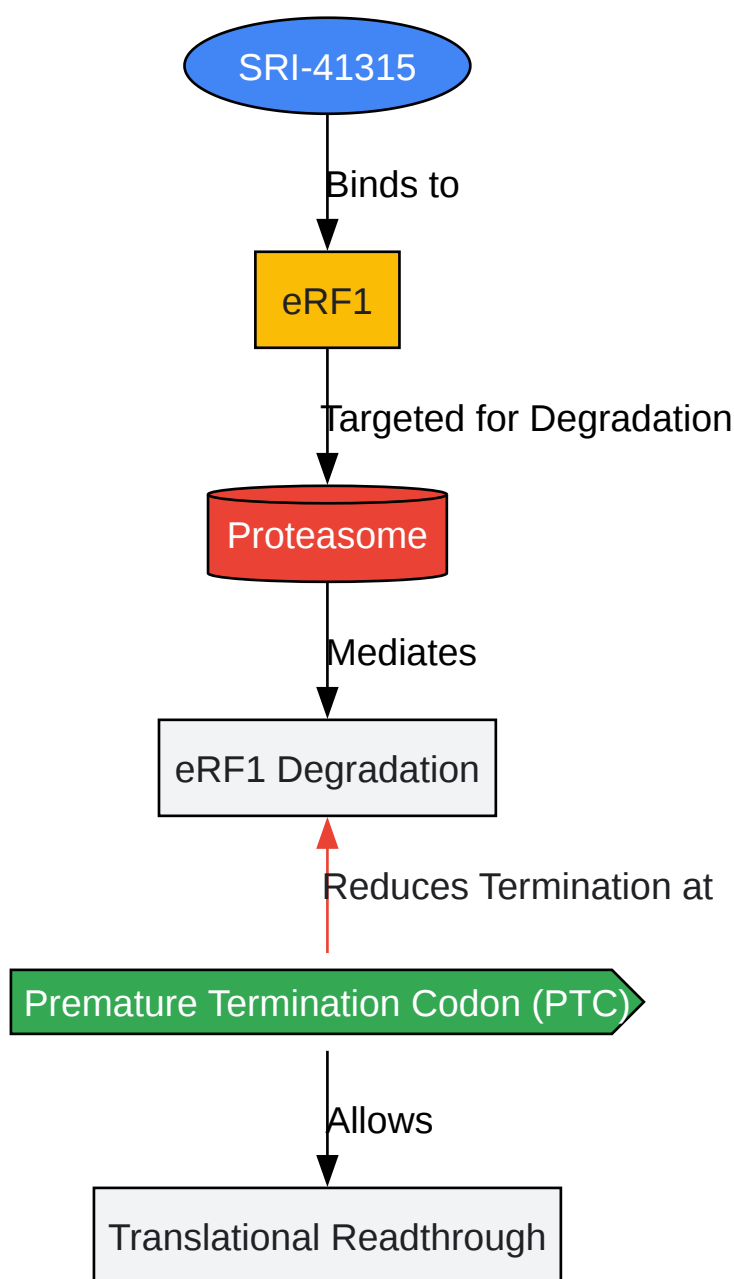 SRI-41315
Binds to
eRF1
Targeted for Degradation
Proteasome
Mediates
eRF1 Degradation
Reduces Termination at
Premature Termination Codon (PTC)
Allows
Translational Readthrough